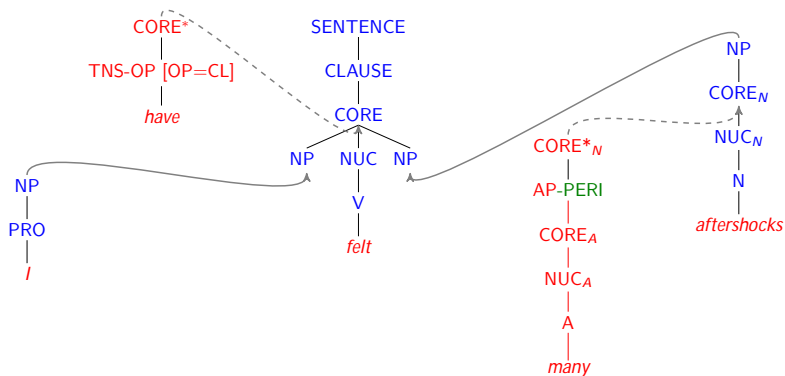 CORE* SENTENCE
NP
TNS-OP [OP=CL] CLAUSE
CORE_N
have CORE
NUC_N
CORE*_N
NP NUC NP
NP N
AP-PERI
V
PRO aftershocks
CORE_A
felt
I NUC_A
A
many